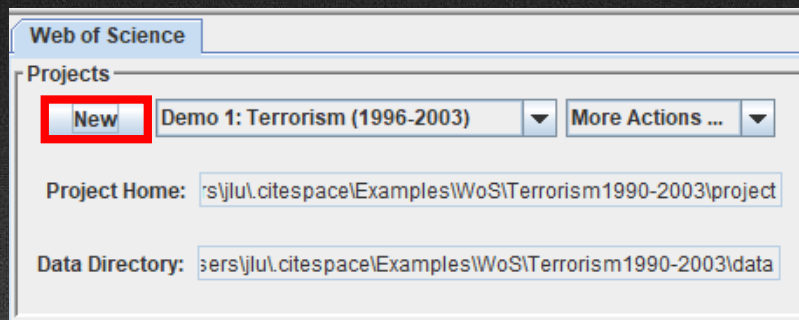 Web of Science
Projects
New Demo 1: Terrorism (1996-2003) More Actions ...
Project Home: rs\jlu\.citespace\Examples\WoS\Terrorism1990-2003\project
Data Directory: sers\jlu\.citespace\Examples\WoS\Terrorism1990-2003\data